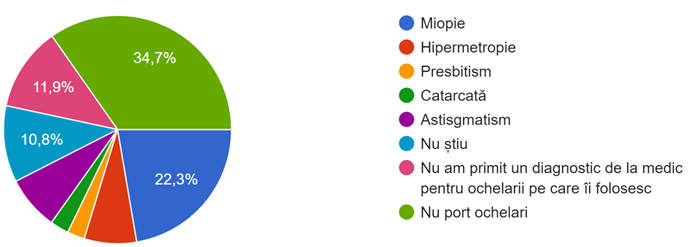 34,7%
11,9%
10,8%
22,3%
Miopie
Hipermetropie
Presbitism
Catarcată
Astisgmatism
Nu știu
Nu am primit un diagnostic de la medic
pentru ochelarii pe care îi folosesc
Nu port ochelari